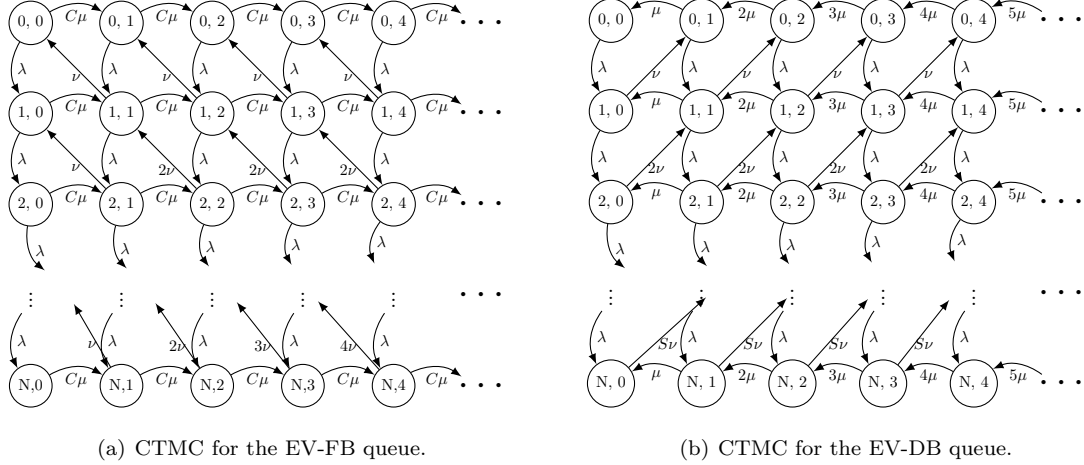 0, 0 Cμ 0, 1 Cμ 0, 2 Cμ 0, 3 Cμ 0, 4 Cμ • • •
λ ν λ ν λ ν λ ν λ
1, 0 Cμ 1, 1 Cμ 1, 2 Cμ 1, 3 Cμ 1, 4 Cμ • • •
λ ν λ 2ν λ 2ν λ 2ν λ
2, 0 Cμ 2, 1 Cμ 2, 2 Cμ 2, 3 Cμ 2, 4 Cμ • • •
λ λ λ λ λ
⋮ ⋮ ⋮ ⋮ ⋮ • • •
λ ν λ 2ν λ 3ν λ 4ν λ
N,0 Cμ N,1 Cμ N,2 Cμ N,3 Cμ N,4 Cμ • • •
(a) CTMC for the EV-FB queue.
0, 0 μ 0, 1 2μ 0, 2 3μ 0, 3 4μ 0, 4 5μ • • •
λ ν λ ν λ ν λ ν λ
1, 0 μ 1, 1 2μ 1, 2 3μ 1, 3 4μ 1, 4 5μ • • •
λ 2ν λ 2ν λ 2ν λ 2ν λ
2, 0 μ 2, 1 2μ 2, 2 3μ 2, 3 4μ 2, 4 5μ • • •
λ λ λ λ λ
⋮ ⋮ ⋮ ⋮ ⋮ • • •
λ Sν λ Sν λ Sν λ Sν λ
N, 0 μ N, 1 2μ N, 2 3μ N, 3 4μ N, 4 5μ • • •
(b) CTMC for the EV-DB queue.